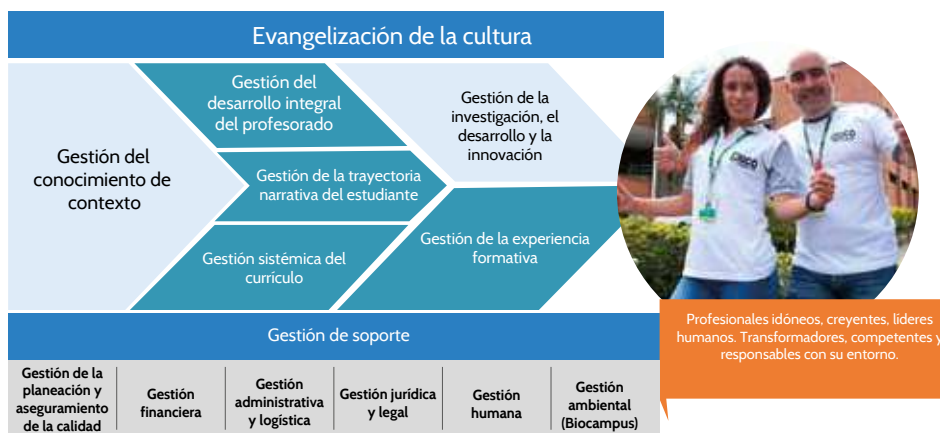 Evangelización de la cultura
Gestión del
conocimiento de
contexto
Gestión del
desarrollo integral
del profesorado
Gestión de la trayectoria
narrativa del estudiante
Gestión sistémica del
currículo
Gestión de la
investigación, el
desarrollo y la
innovación
Gestión de la experiencia
formativa
Profesionales idóneos, creyentes, líderes
humanos. Transformadores, competentes y
responsables con su entorno.
Gestión de soporte
Gestión de la
planeación y
aseguramiento
de la calidad
Gestión
financiera
Gestión
administrativa
y logística
Gestión jurídica
y legal
Gestión
humana
Gestión
ambiental
(Biocampus)